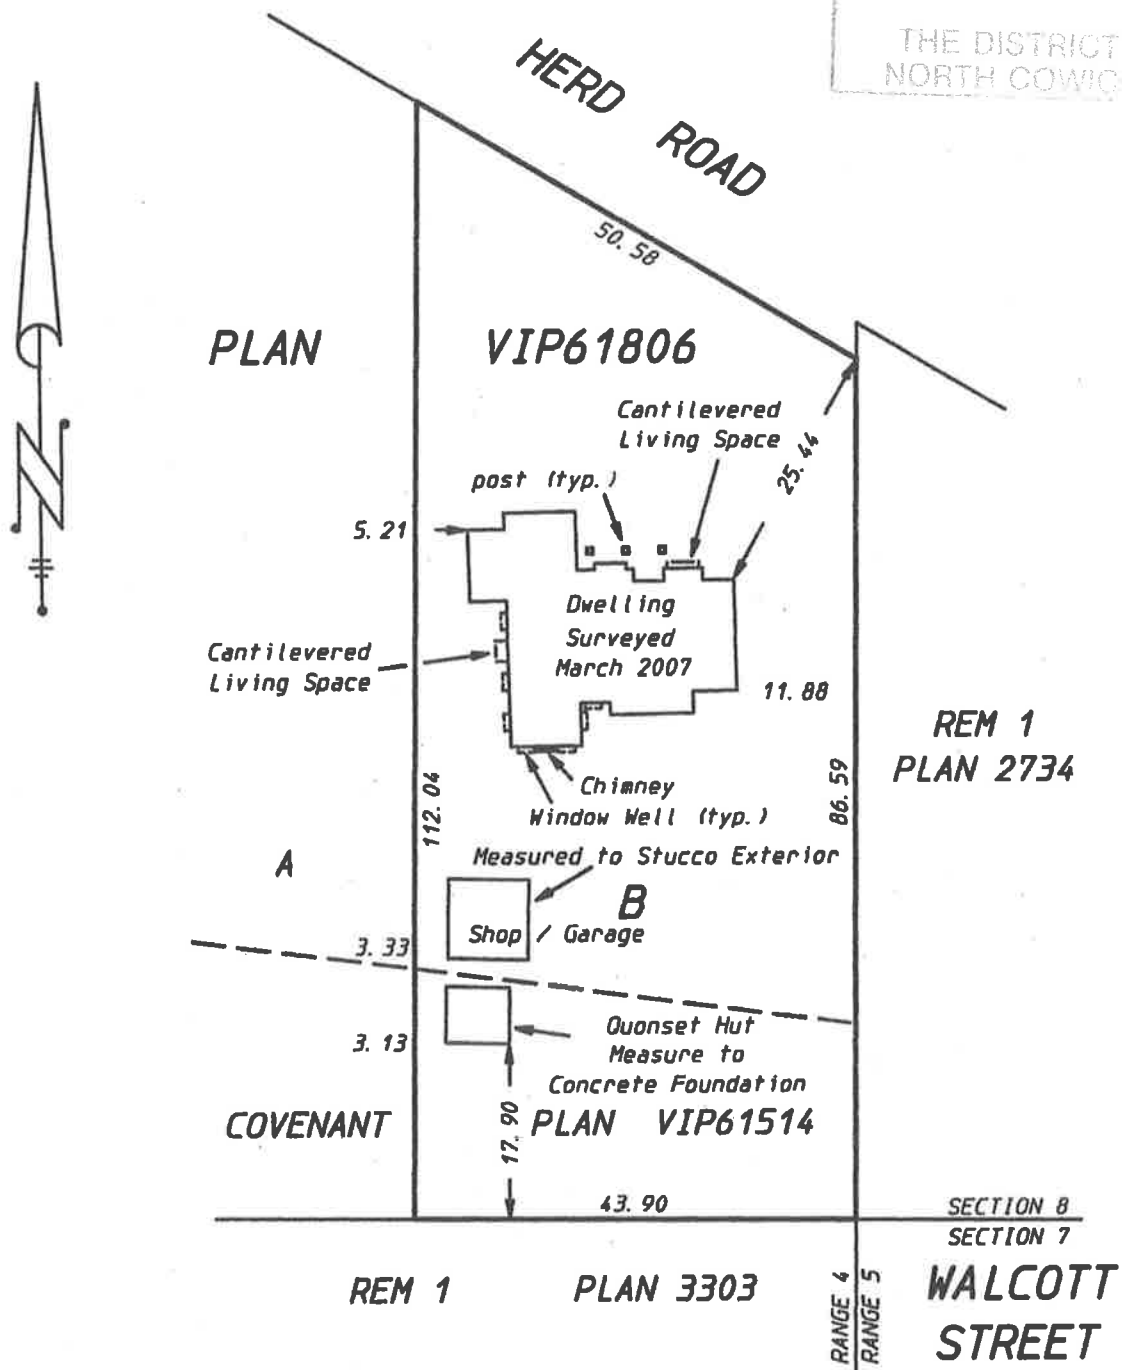 THE DISTRICT
NORTH COWIC
HERD ROAD
50.58
PLAN VIP61806
Cantilevered
Living Space
25.44
post (typ.)
5.21
N
Dwelling
Surveyed
March 2007
Cantilevered
Living Space
11.88
REM 1
PLAN 2734
86.59
112.04
Chimney
Window Well (typ.)
Measured to Stucco Exterior
A
B
Shop / Garage
3.33
Quonset Hut
Measure to
Concrete Foundation
3.13
17.90
COVENANT PLAN VIP61514
43.90
SECTION 8
SECTION 7
REM 1 PLAN 3303
RANGE 4
RANGE 5
WALCOTT
STREET